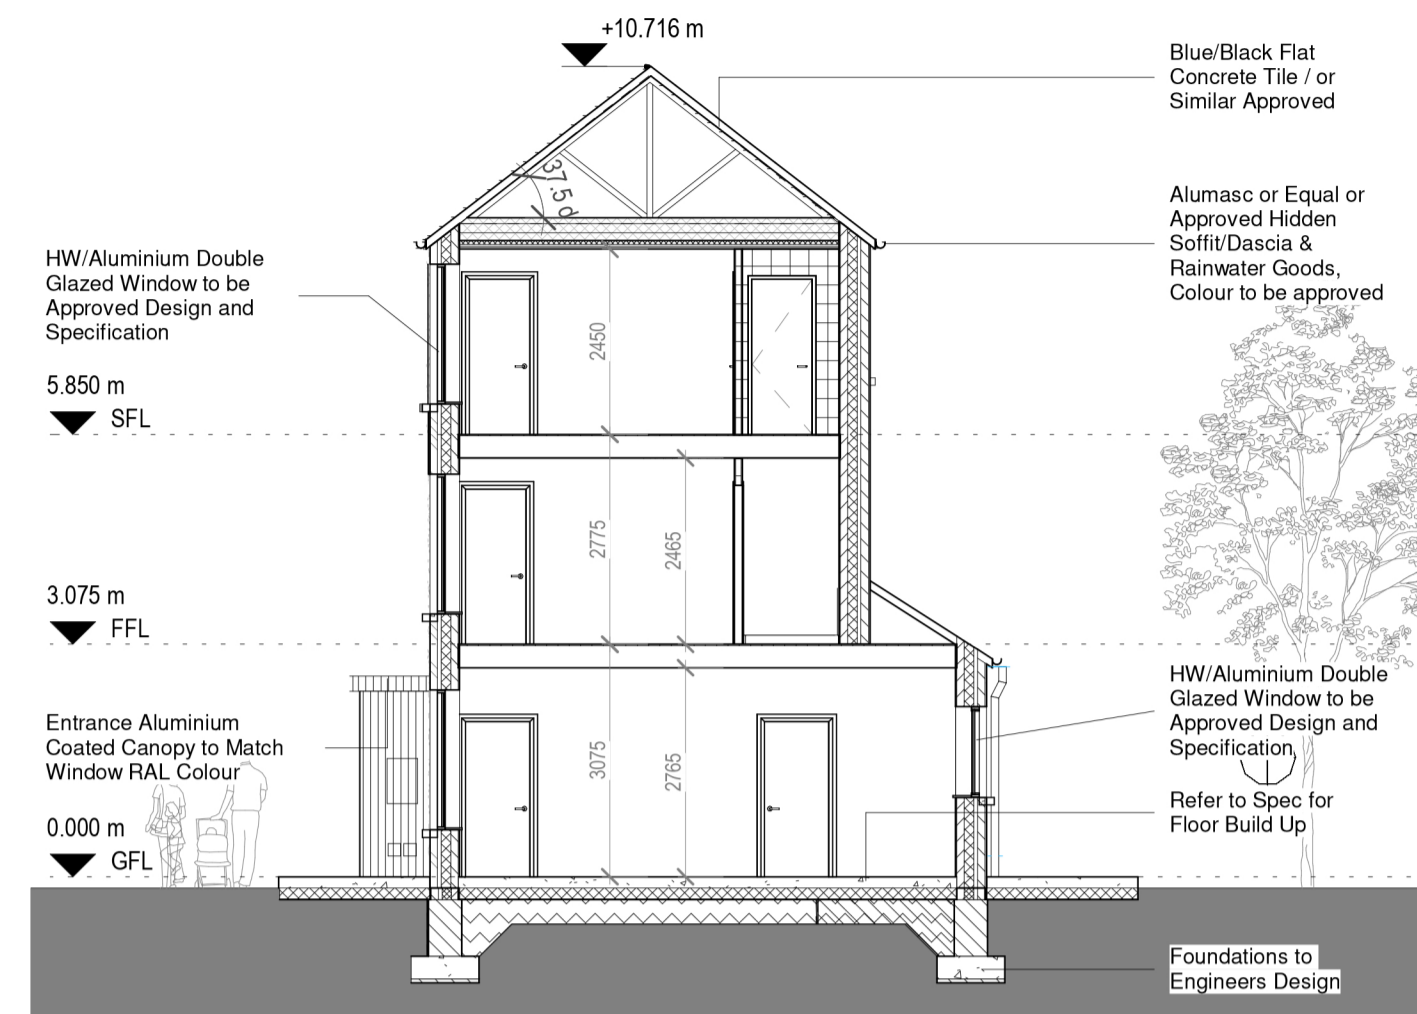 +10.716 m
Blue/Black Flat
Concrete Tile / or
Similar Approved
37.5 d
Alumasc or Equal or
Approved Hidden
Soffit/Dascia &
Rainwater Goods,
Colour to be approved
HW/Aluminium Double
Glazed Window to be
Approved Design and
Specification
2450
5.850 m
SFL
2775
2465
3.075 m
FFL
HW/Aluminium Double
Glazed Window to be
Approved Design and
Specification
Entrance Aluminium
Coated Canopy to Match
Window RAL Colour
3075
2765
Refer to Spec for
Floor Build Up
0.000 m
GFL
Foundations to
Engineers Design